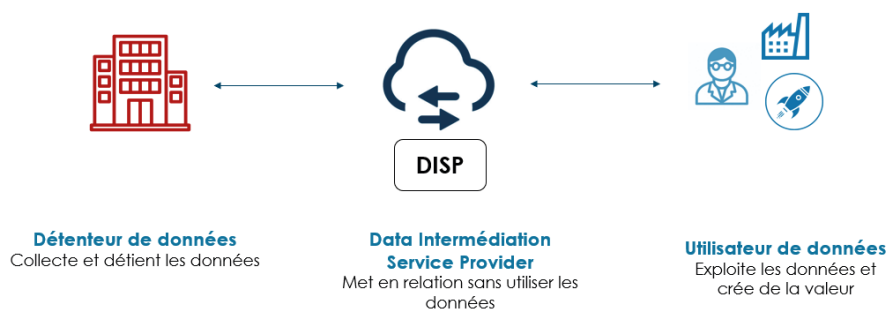 DISP
Détenteur de données
Collecte et détient les données
Data Intermédiation
Service Provider
Met en relation sans utiliser les
données
Utilisateur de données
Exploite les données et
crée de la valeur